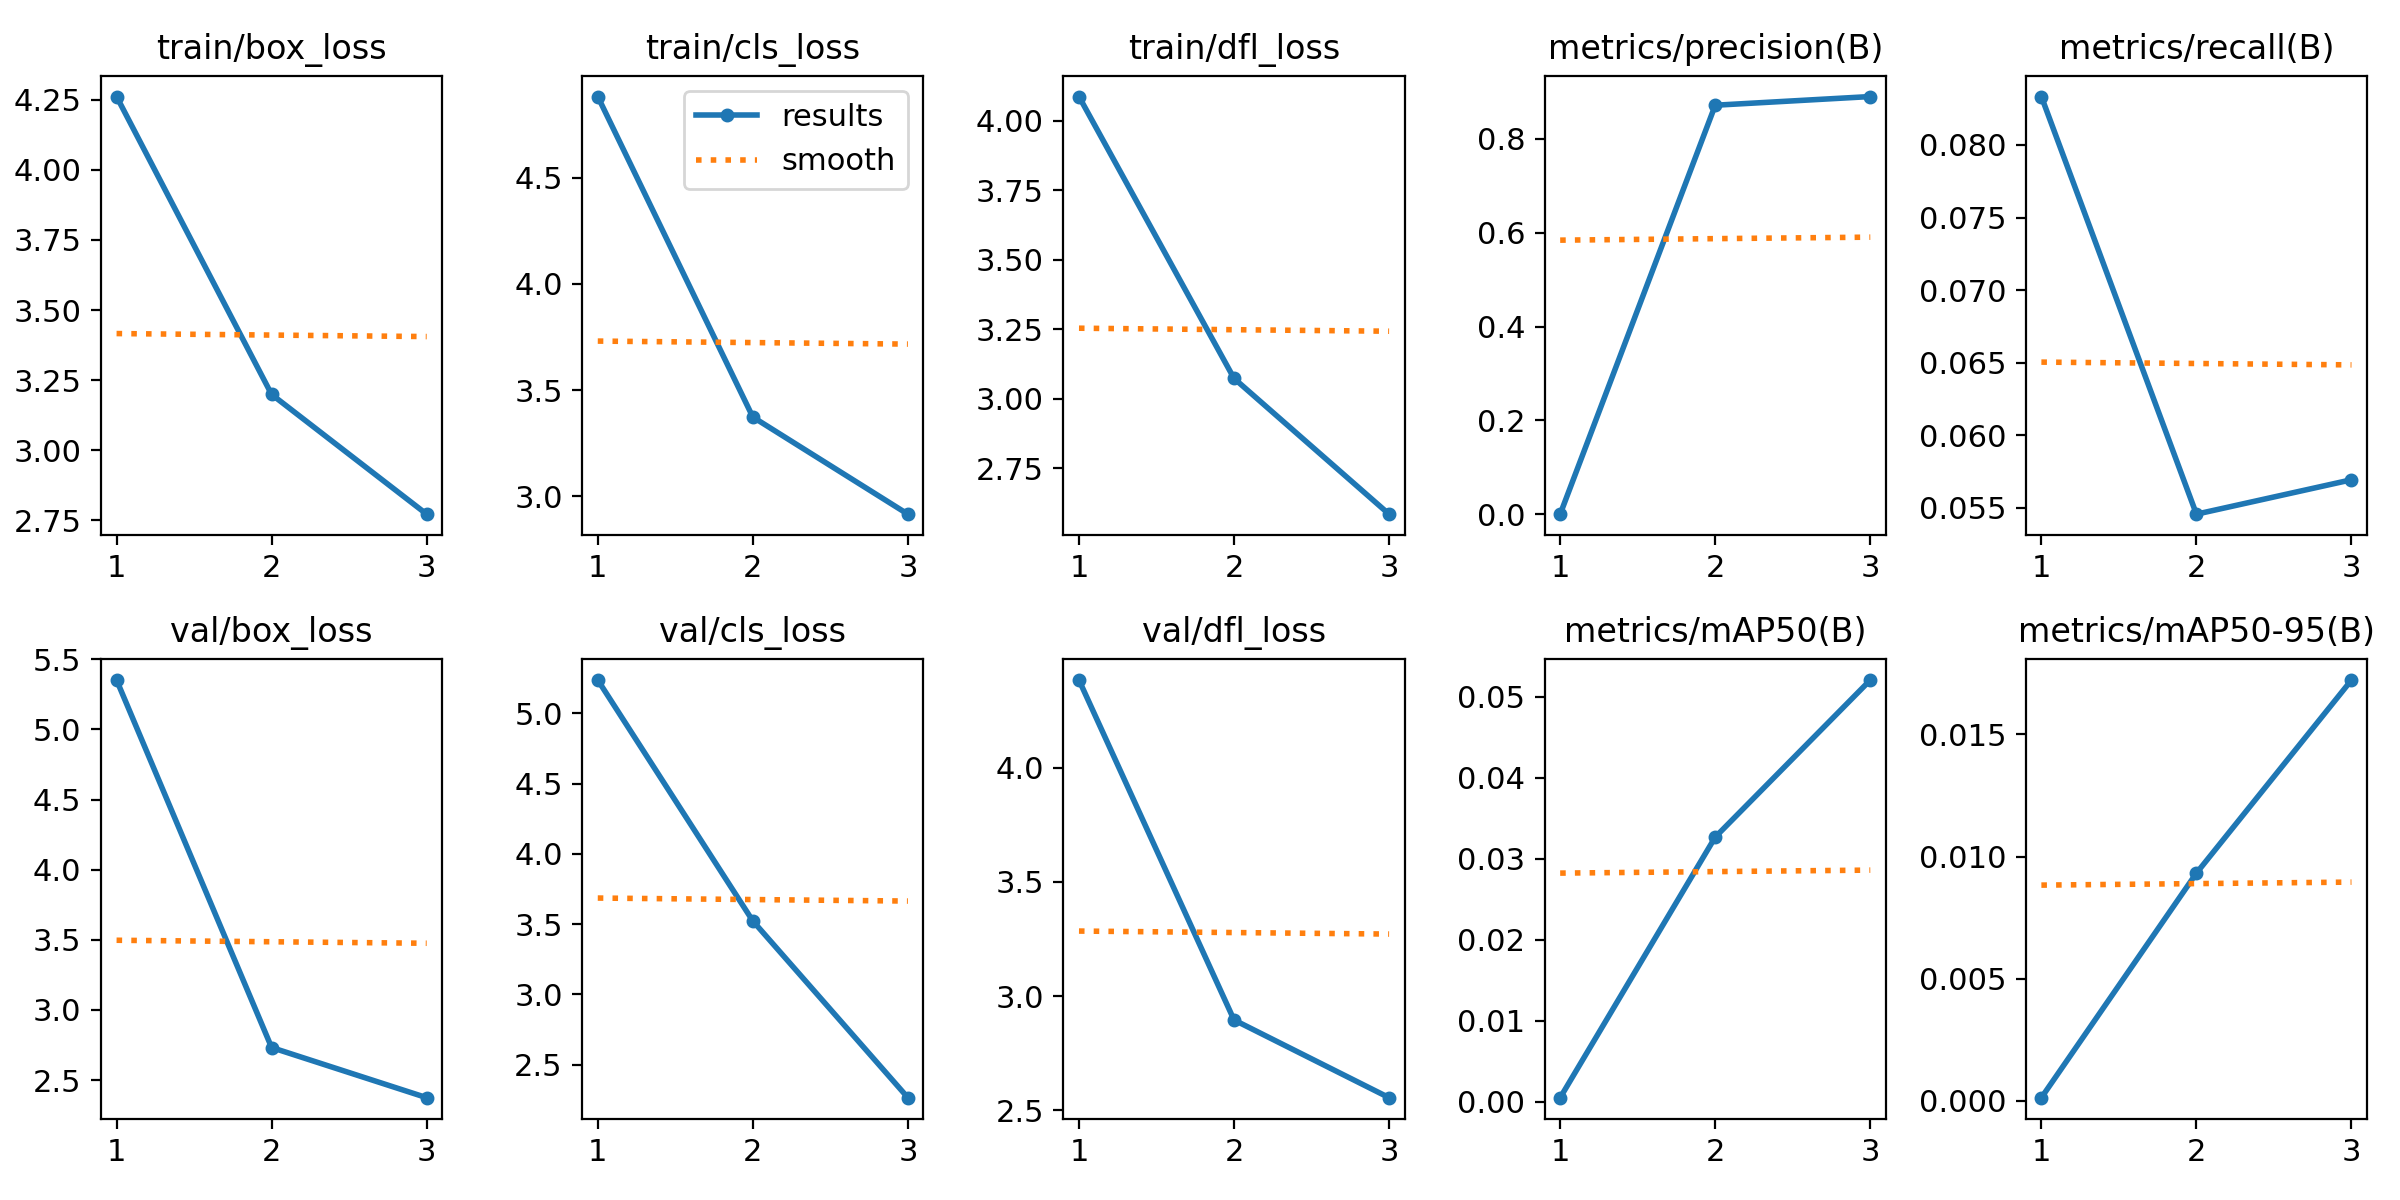 train/box_loss
4.25
4.00
3.75
3.50
3.25
3.00
2.75
1 2 3
train/cls_loss
results
smooth
4.5
4.0
3.5
3.0
1 2 3
train/dfl_loss
4.00
3.75
3.50
3.25
3.00
2.75
1 2 3
metrics/precision(B)
0.8
0.6
0.4
0.2
0.0
1 2 3
metrics/recall(B)
0.080
0.075
0.070
0.065
0.060
0.055
1 2 3
val/box_loss
5.5
5.0
4.5
4.0
3.5
3.0
2.5
1 2 3
val/cls_loss
5.0
4.5
4.0
3.5
3.0
2.5
1 2 3
val/dfl_loss
4.0
3.5
3.0
2.5
1 2 3
metrics/mAP50(B)
0.05
0.04
0.03
0.02
0.01
0.00
1 2 3
metrics/mAP50-95(B)
0.015
0.010
0.005
0.000
1 2 3